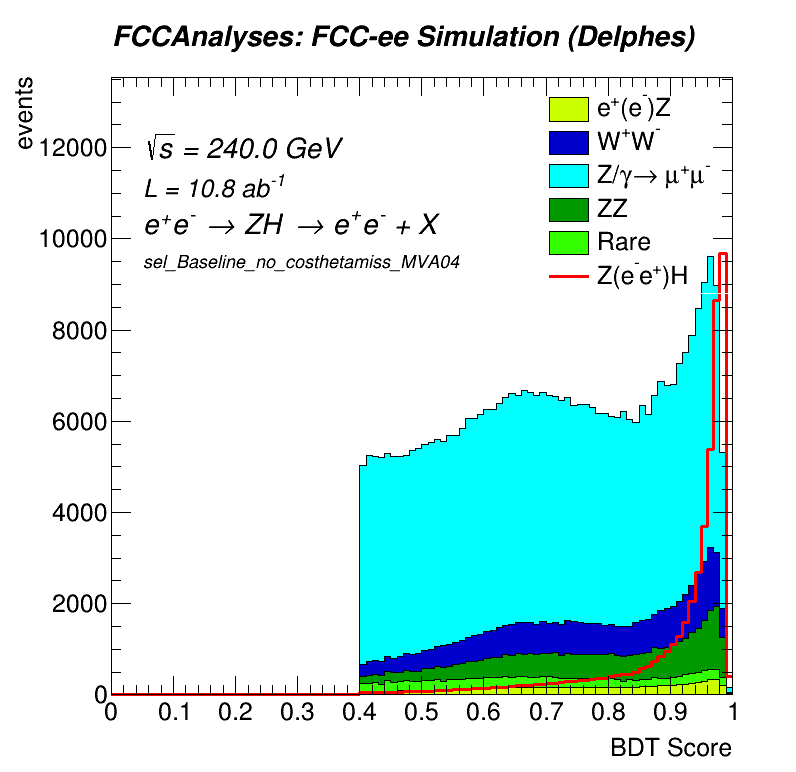 FCCAnalyses: FCC-ee Simulation (Delphes)
events
√s = 240.0 GeV
L = 10.8 ab⁻¹
e⁺e⁻ → ZH → e⁺e⁻ + X
sel_Baseline_no_costhetamiss_MVA04
e⁺(e⁻)Z
W⁺W⁻
Z/γ→ μ⁺μ⁻
ZZ
Rare
Z(e⁻e⁺)H
12000
10000
8000
6000
4000
2000
0
0 0.1 0.2 0.3 0.4 0.5 0.6 0.7 0.8 0.9 1
BDT Score